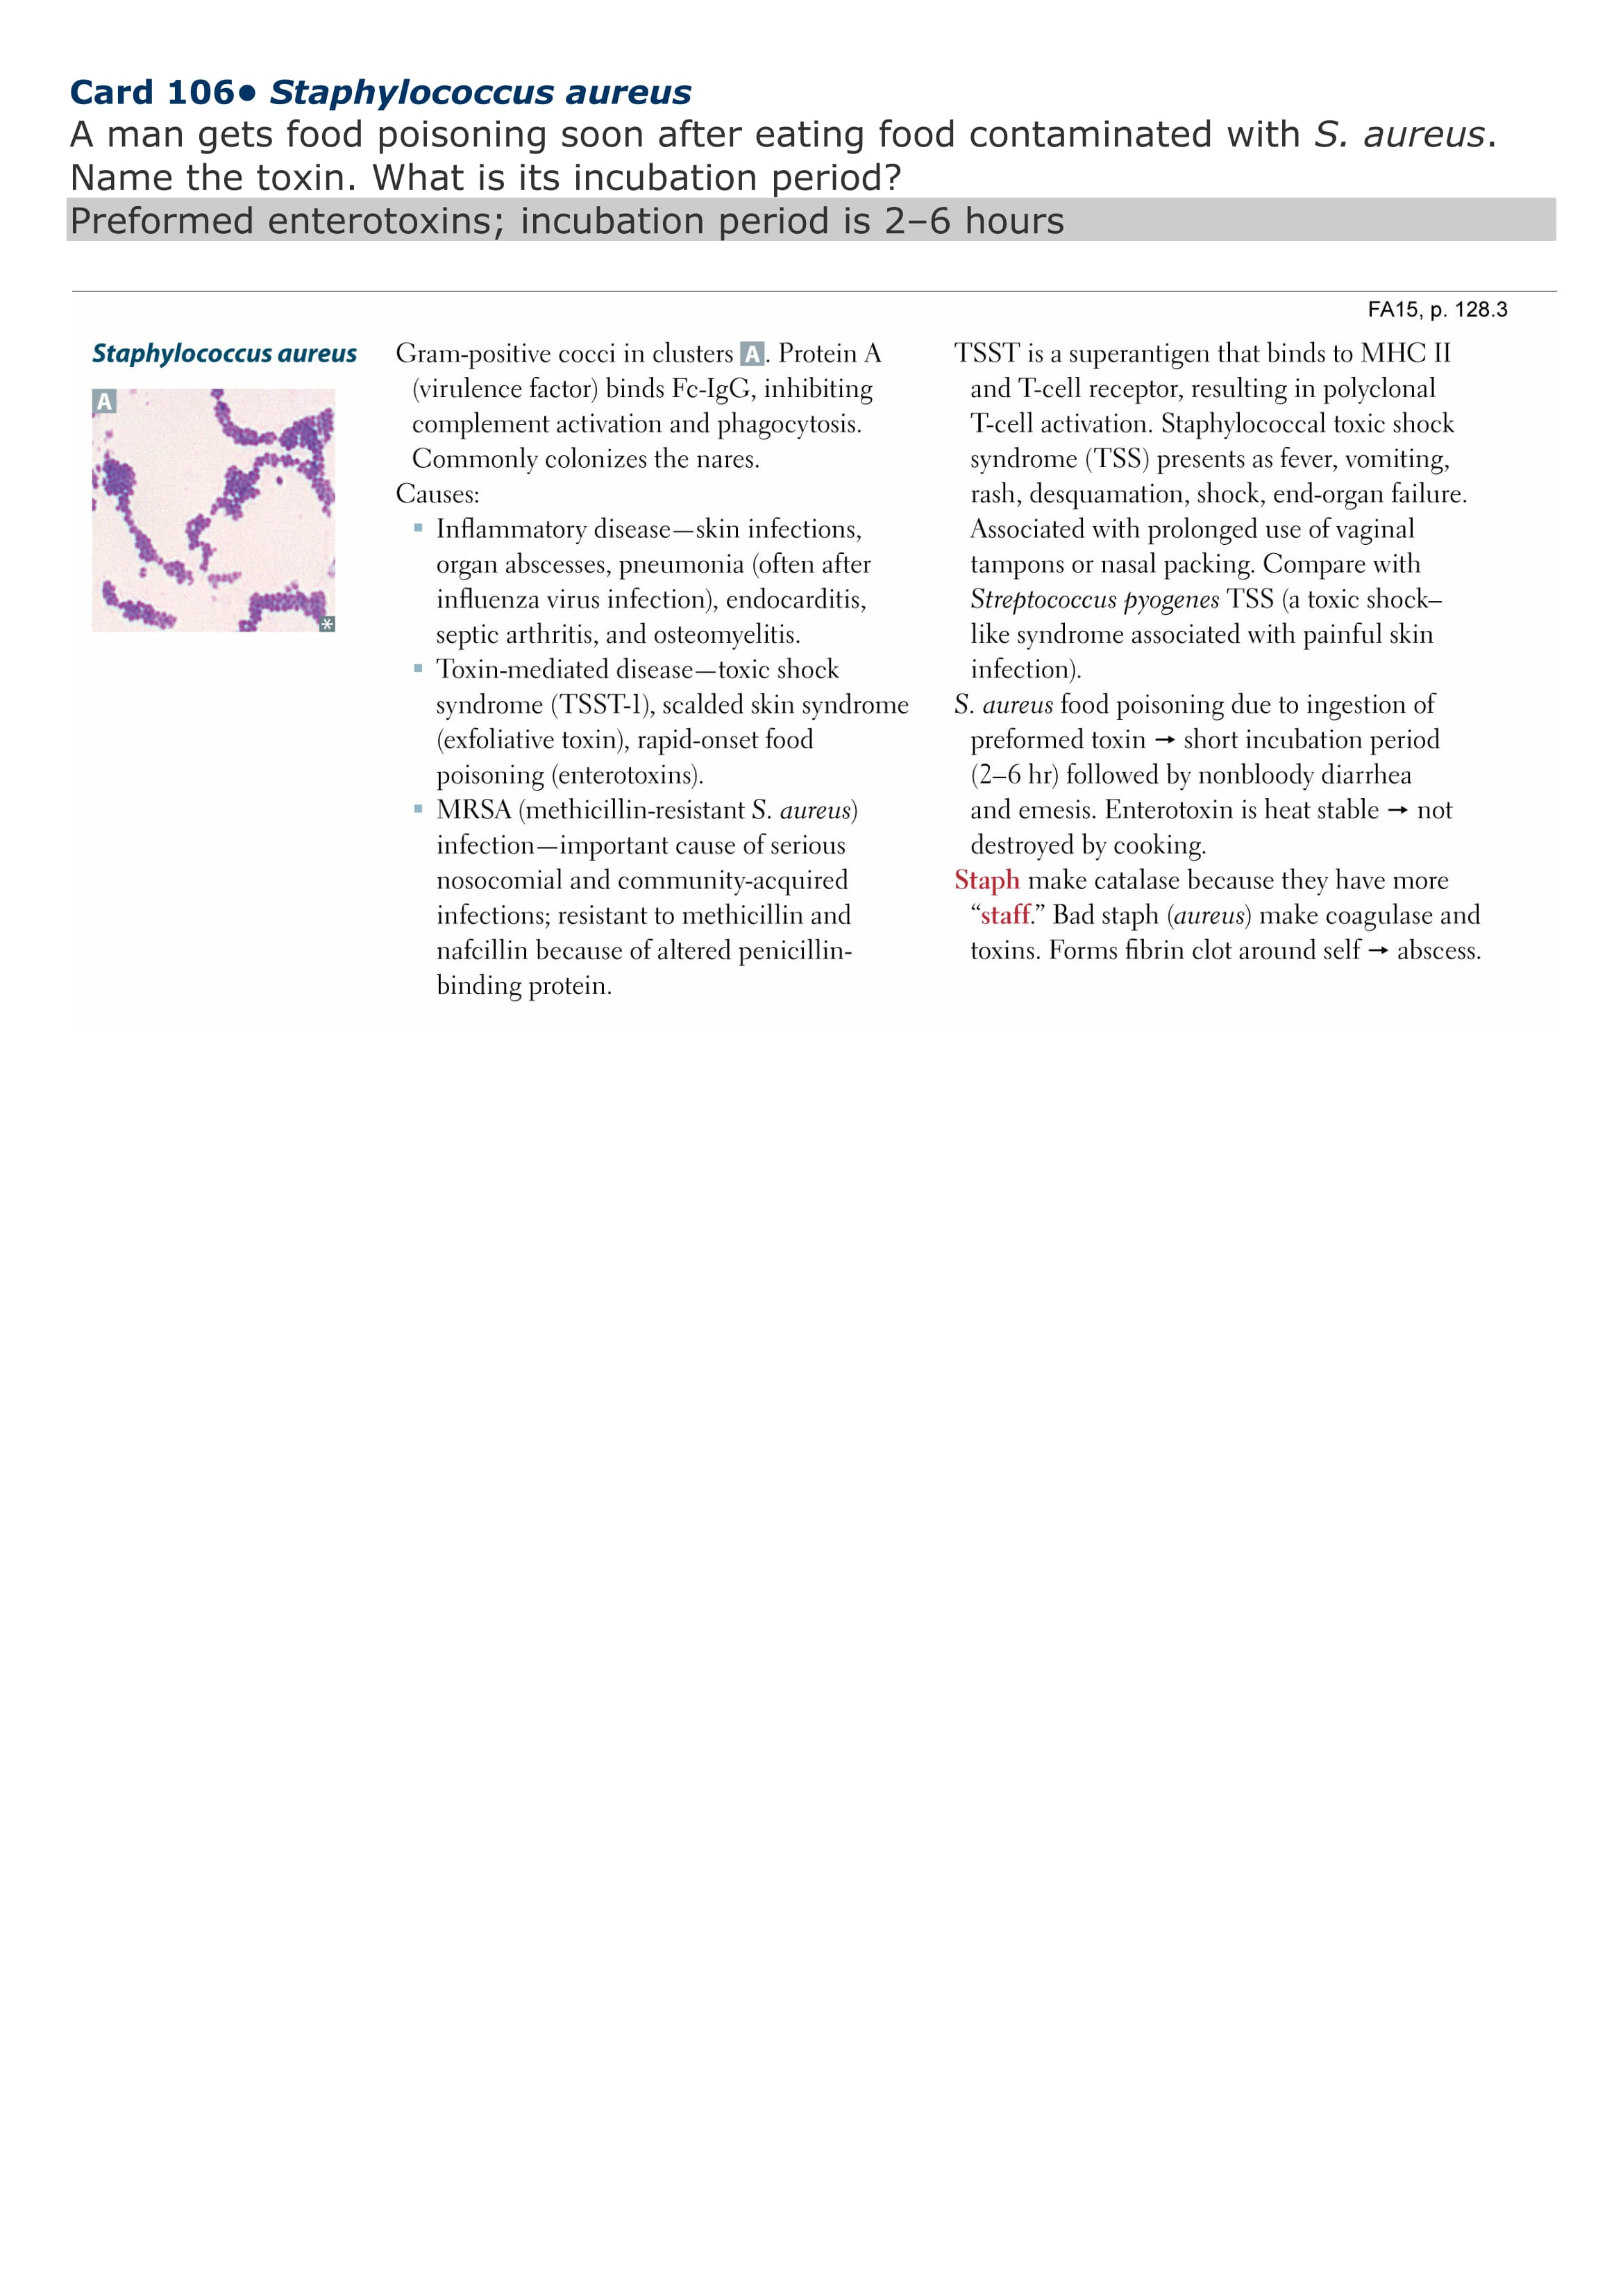 Card 106• Staphylococcus aureus
A man gets food poisoning soon after eating food contaminated with S. aureus.
Name the toxin. What is its incubation period?
Preformed enterotoxins; incubation period is 2–6 hours
FA15, p. 128.3
Staphylococcus aureus
A
*
Gram-positive cocci in clusters A. Protein A
(virulence factor) binds Fc-IgG, inhibiting
complement activation and phagocytosis.
Commonly colonizes the nares.
Causes:
▪ Inflammatory disease—skin infections,
organ abscesses, pneumonia (often after
influenza virus infection), endocarditis,
septic arthritis, and osteomyelitis.
▪ Toxin-mediated disease—toxic shock
syndrome (TSST-1), scalded skin syndrome
(exfoliative toxin), rapid-onset food
poisoning (enterotoxins).
▪ MRSA (methicillin-resistant S. aureus)
infection—important cause of serious
nosocomial and community-acquired
infections; resistant to methicillin and
nafcillin because of altered penicillin-
binding protein.
TSST is a superantigen that binds to MHC II
and T-cell receptor, resulting in polyclonal
T-cell activation. Staphylococcal toxic shock
syndrome (TSS) presents as fever, vomiting,
rash, desquamation, shock, end-organ failure.
Associated with prolonged use of vaginal
tampons or nasal packing. Compare with
Streptococcus pyogenes TSS (a toxic shock–
like syndrome associated with painful skin
infection).
S. aureus food poisoning due to ingestion of
preformed toxin → short incubation period
(2–6 hr) followed by nonbloody diarrhea
and emesis. Enterotoxin is heat stable → not
destroyed by cooking.
Staph make catalase because they have more
“staff.” Bad staph (aureus) make coagulase and
toxins. Forms fibrin clot around self → abscess.